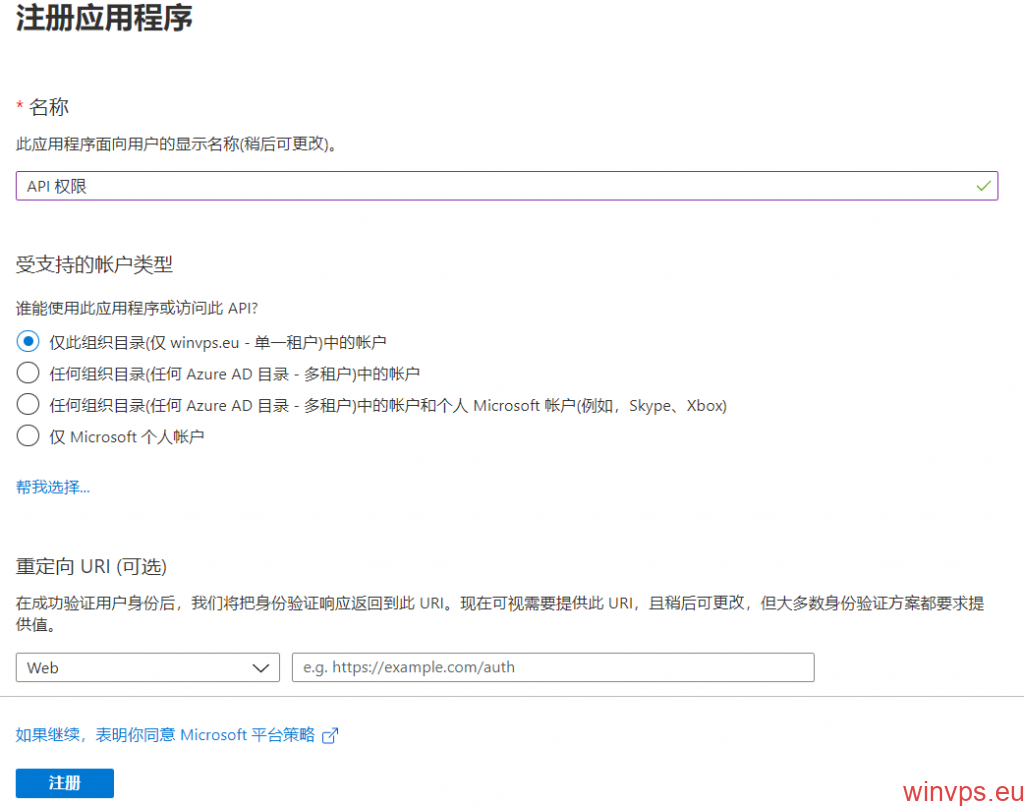 注册应用程序
* 名称
此应用程序面向用户的显示名称(稍后可更改)。
API 权限
受支持的帐户类型
谁能使用此应用程序或访问此 API?
仅此组织目录(仅 winvps.eu - 单一租户)中的帐户
任何组织目录(任何 Azure AD 目录 - 多租户)中的帐户
任何组织目录(任何 Azure AD 目录 - 多租户)中的帐户和个人 Microsoft 帐户(例如，Skype、Xbox)
仅 Microsoft 个人帐户
帮我选择...
重定向 URI (可选)
在成功验证用户身份后，我们将把身份验证响应返回到此 URI。现在可视需要提供此 URI，且稍后可更改，但大多数身份验证方案都要求提
供值。
Web
e.g. https://example.com/auth
如果继续，表明你同意 Microsoft 平台策略
注册
winvps.eu